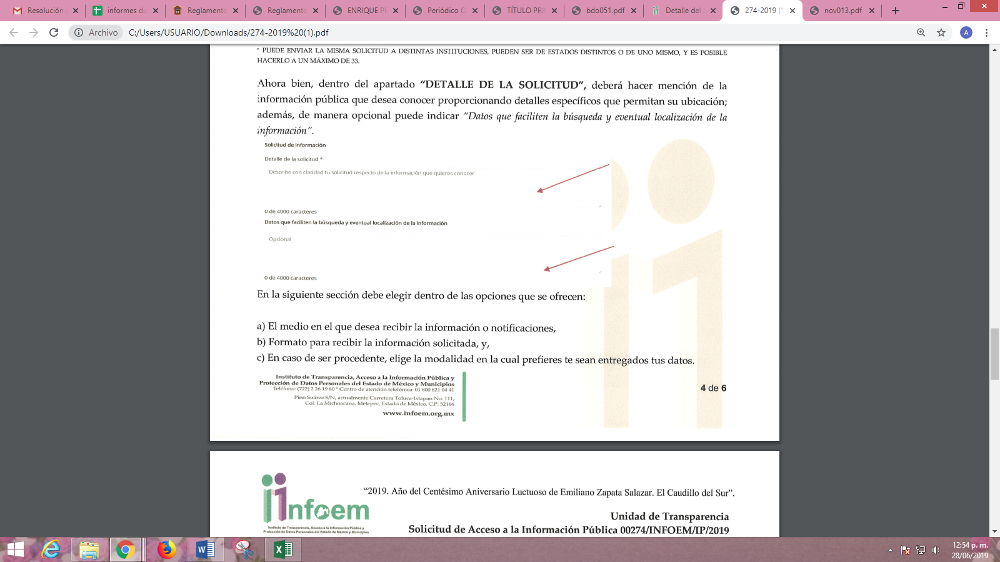 Resolución
informes di
Reglamento
Reglamento
ENRIQUE PE
Periódico O
TÍTULO PRI
bdo051.pdf
Detalle del
274-2019 (1
nov013.pdf
Archivo
C:/Users/USUARIO/Downloads/274-2019%20(1).pdf
A
* PUEDE ENVIAR LA MISMA SOLICITUD A DISTINTAS INSTITUCIONES, PUEDEN SER DE ESTADOS DISTINTOS O DE UNO MISMO, Y ES POSIBLE
HACERLO A UN MÁXIMO DE 33.
Ahora bien, dentro del apartado “DETALLE DE LA SOLICITUD”, deberá hacer mención de la
información pública que desea conocer proporcionando detalles específicos que permitan su ubicación;
además, de manera opcional puede indicar “Datos que faciliten la búsqueda y eventual localización de la
información”.
Solicitud de información
Detalle de la solicitud *
Describe con claridad tu solicitud respecto de la información que quieres conocer
0 de 4000 caracteres
Datos que faciliten la búsqueda y eventual localización de la información
Opcional
0 de 4000 caracteres
En la siguiente sección debe elegir dentro de las opciones que se ofrecen:
a) El medio en el que desea recibir la información o notificaciones,
b) Formato para recibir la información solicitada, y,
c) En caso de ser procedente, elige la modalidad en la cual prefieres te sean entregados tus datos.
Instituto de Transparencia, Acceso a la Información Pública y
Protección de Datos Personales del Estado de México y Municipios
Teléfono: (722) 2 26 19 80 * Centro de atención telefónica: 01 800 821 04 41
Pino Suárez S/N, actualmente Carretera Toluca-Ixtapan No. 111,
Col. La Michoacana, Metepec, Estado de México, C.P. 52166
www.infoem.org.mx
4 de 6
infoem
Instituto de Transparencia, Acceso a la Información Pública y
Protección de Datos Personales del Estado de México y Municipios
“2019. Año del Centésimo Aniversario Luctuoso de Emiliano Zapata Salazar. El Caudillo del Sur”.
Unidad de Transparencia
Solicitud de Acceso a la Información Pública 00274/INFOEM/IP/2019
12:54 p. m.
28/06/2019